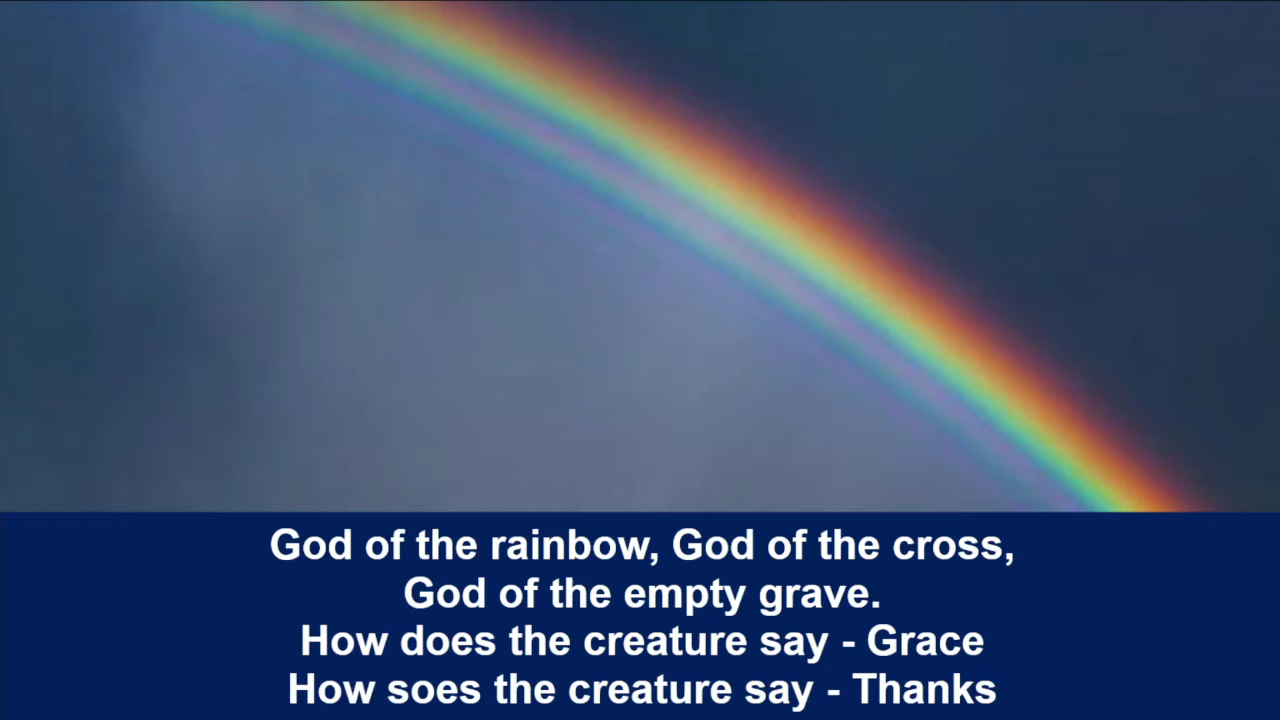 God of the rainbow, God of the cross,
God of the empty grave.
How does the creature say - Grace
How soes the creature say - Thanks